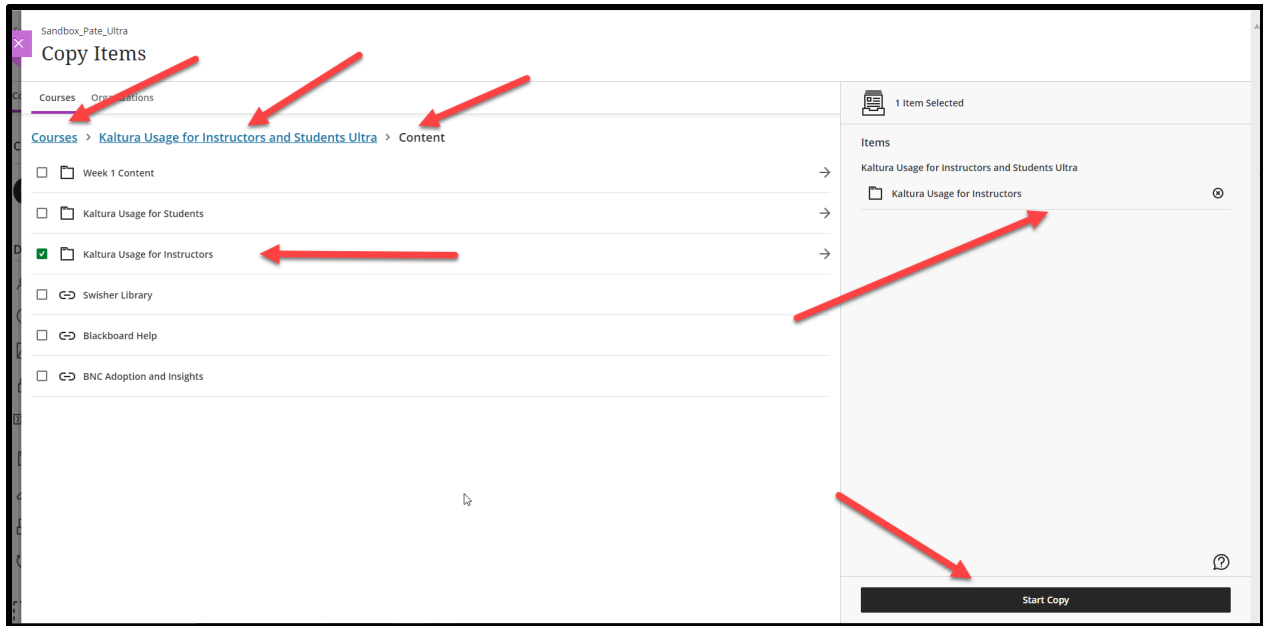 Sandbox_Pate_Ultra
Copy Items
Courses Organizations
Courses > Kaltura Usage for Instructors and Students Ultra > Content
Week 1 Content
Kaltura Usage for Students
Kaltura Usage for Instructors
Swisher Library
Blackboard Help
BNC Adoption and Insights
1 Item Selected
Items
Kaltura Usage for Instructors and Students Ultra
Kaltura Usage for Instructors
Start Copy